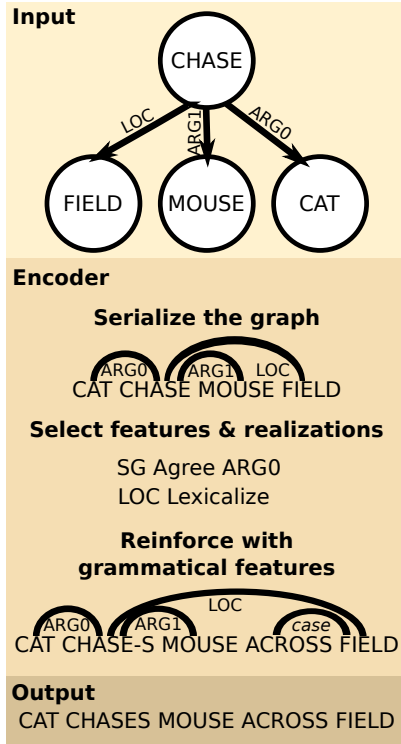 Input
CHASE
LOC
ARG1
ARG0
FIELD
MOUSE
CAT
Encoder
Serialize the graph
ARG0 ARG1 LOC
CAT CHASE MOUSE FIELD
Select features & realizations
SG Agree ARG0
LOC Lexicalize
Reinforce with
grammatical features
LOC
ARG0 ARG1 case
CAT CHASE-S MOUSE ACROSS FIELD
Output
CAT CHASES MOUSE ACROSS FIELD